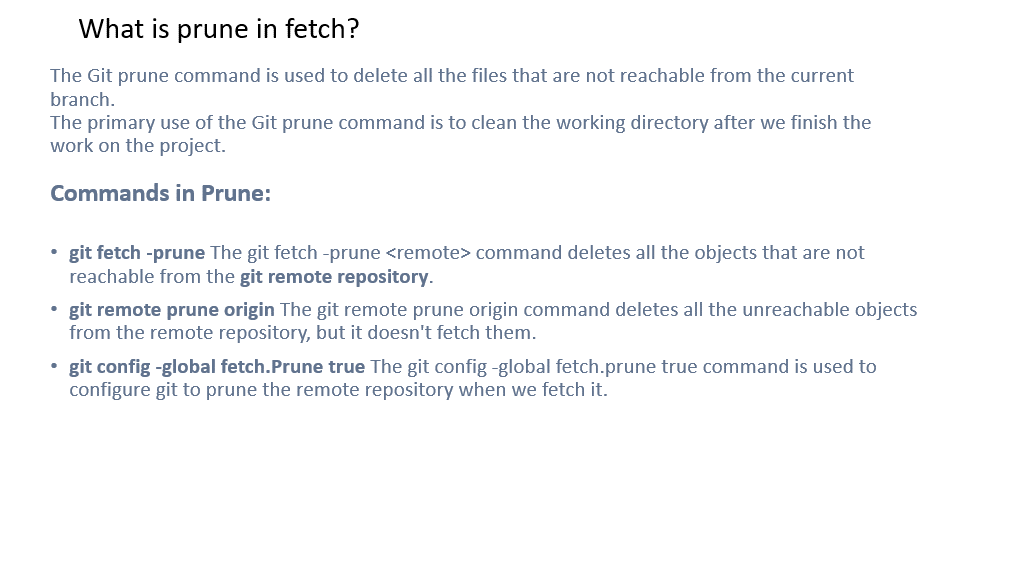 What is prune in fetch?
The Git prune command is used to delete all the files that are not reachable from the current
branch.
The primary use of the Git prune command is to clean the working directory after we finish the
work on the project.
Commands in Prune:
• git fetch -prune The git fetch -prune <remote> command deletes all the objects that are not
reachable from the git remote repository.
• git remote prune origin The git remote prune origin command deletes all the unreachable objects
from the remote repository, but it doesn't fetch them.
• git config -global fetch.Prune true The git config -global fetch.prune true command is used to
configure git to prune the remote repository when we fetch it.